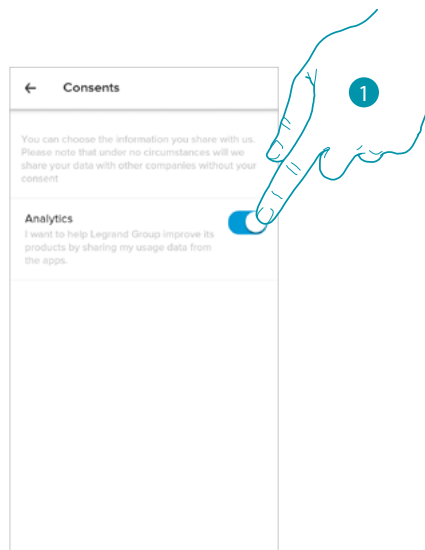 ← Consents
You can choose the information you share with us.
Please note that under no circumstances will we
share your data with other companies without your
consent
Analytics
I want to help Legrand Group improve its
products by sharing my usage data from
the apps.
1